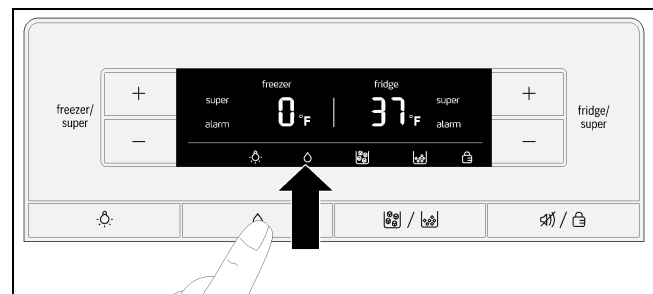 freezer/
super
+
−
freezer
super
alarm
0 °F
fridge
37 °F
super
alarm
+
−
fridge/
super
/
/